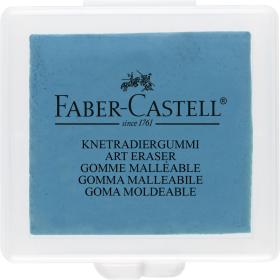 FABER-CASTELL®
since 1761
KNETRADIERGUMMI
ART ERASER
GOMME MALLÉABLE
GOMMA MALLEABILE
GOMA MOLDEABLE